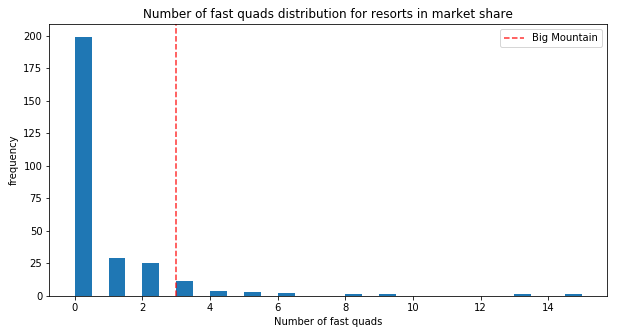 Number of fast quads distribution for resorts in market share
Big Mountain
frequency
200
175
150
125
100
75
50
25
0
0 2 4 6 8 10 12 14
Number of fast quads